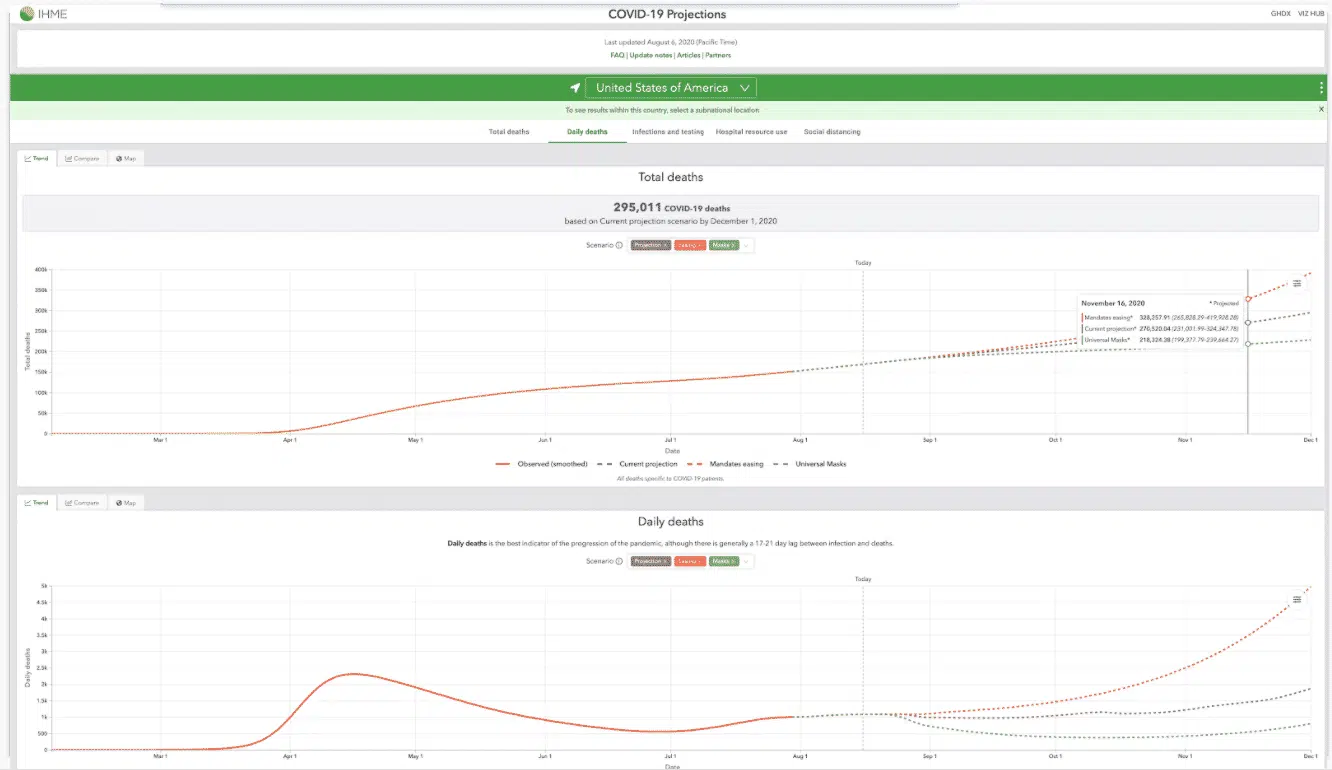 IHME
COVID-19 Projections
GHDX VIZ HUB
Last updated August 6, 2020 (Pacific Time)
FAQ | Update notes | Articles | Partners
United States of America
To see results within this country, select a subnational location
X
Total deaths Daily deaths Infections and testing Hospital resource use Social distancing
Trend Compare Map
Total deaths
295,011 COVID-19 deaths
based on Current projection scenario by December 1, 2020
Scenario Projection x Easing x Masks x
Today
400k
350k
300k
250k
200k
150k
100k
50k
0
Total deaths
November 16, 2020 * Projected
Mandates easing* 328,257.91 (265,828.29-419,928.28)
Current projection* 270,520.04 (231,001.99-324,347.78)
Universal Masks* 218,324.38 (199,377.79-239,664.27)
Mar 1 Apr 1 May 1 Jun 1 Jul 1 Aug 1 Sep 1 Oct 1 Nov 1 Dec 1
Date
Observed (smoothed) Current projection Mandates easing Universal Masks
All deaths specific to COVID-19 patients.
Trend Compare Map
Daily deaths
Daily deaths is the best indicator of the progression of the pandemic, although there is generally a 17-21 day lag between infection and deaths.
Scenario Projection x Easing x Masks x
Today
5k
4.5k
4k
3.5k
3k
2.5k
2k
1.5k
1k
500
0
Daily deaths
Mar 1 Apr 1 May 1 Jun 1 Jul 1 Aug 1 Sep 1 Oct 1 Nov 1 Dec 1
Date